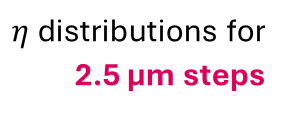 η distributions for
2.5 μm steps